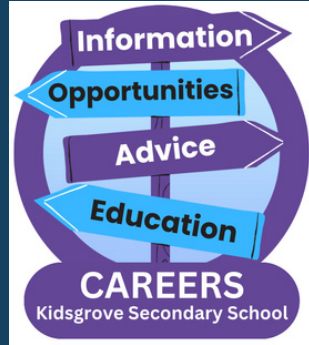 Information
Opportunities
Advice
Education
CAREERS
Kidsgrove Secondary School